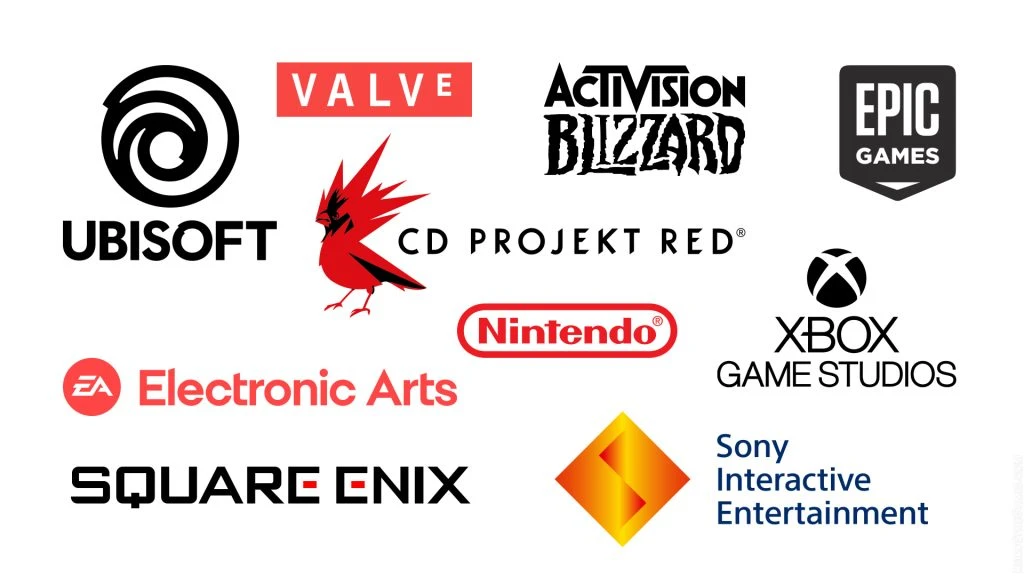 UBISOFT
VALVE
ACTIVISION
BLIZZARD
EPIC
GAMES
CD PROJEKT RED®
Nintendo®
XBOX
GAME STUDIOS
EA Electronic Arts
SQUARE ENIX
Sony
Interactive
Entertainment